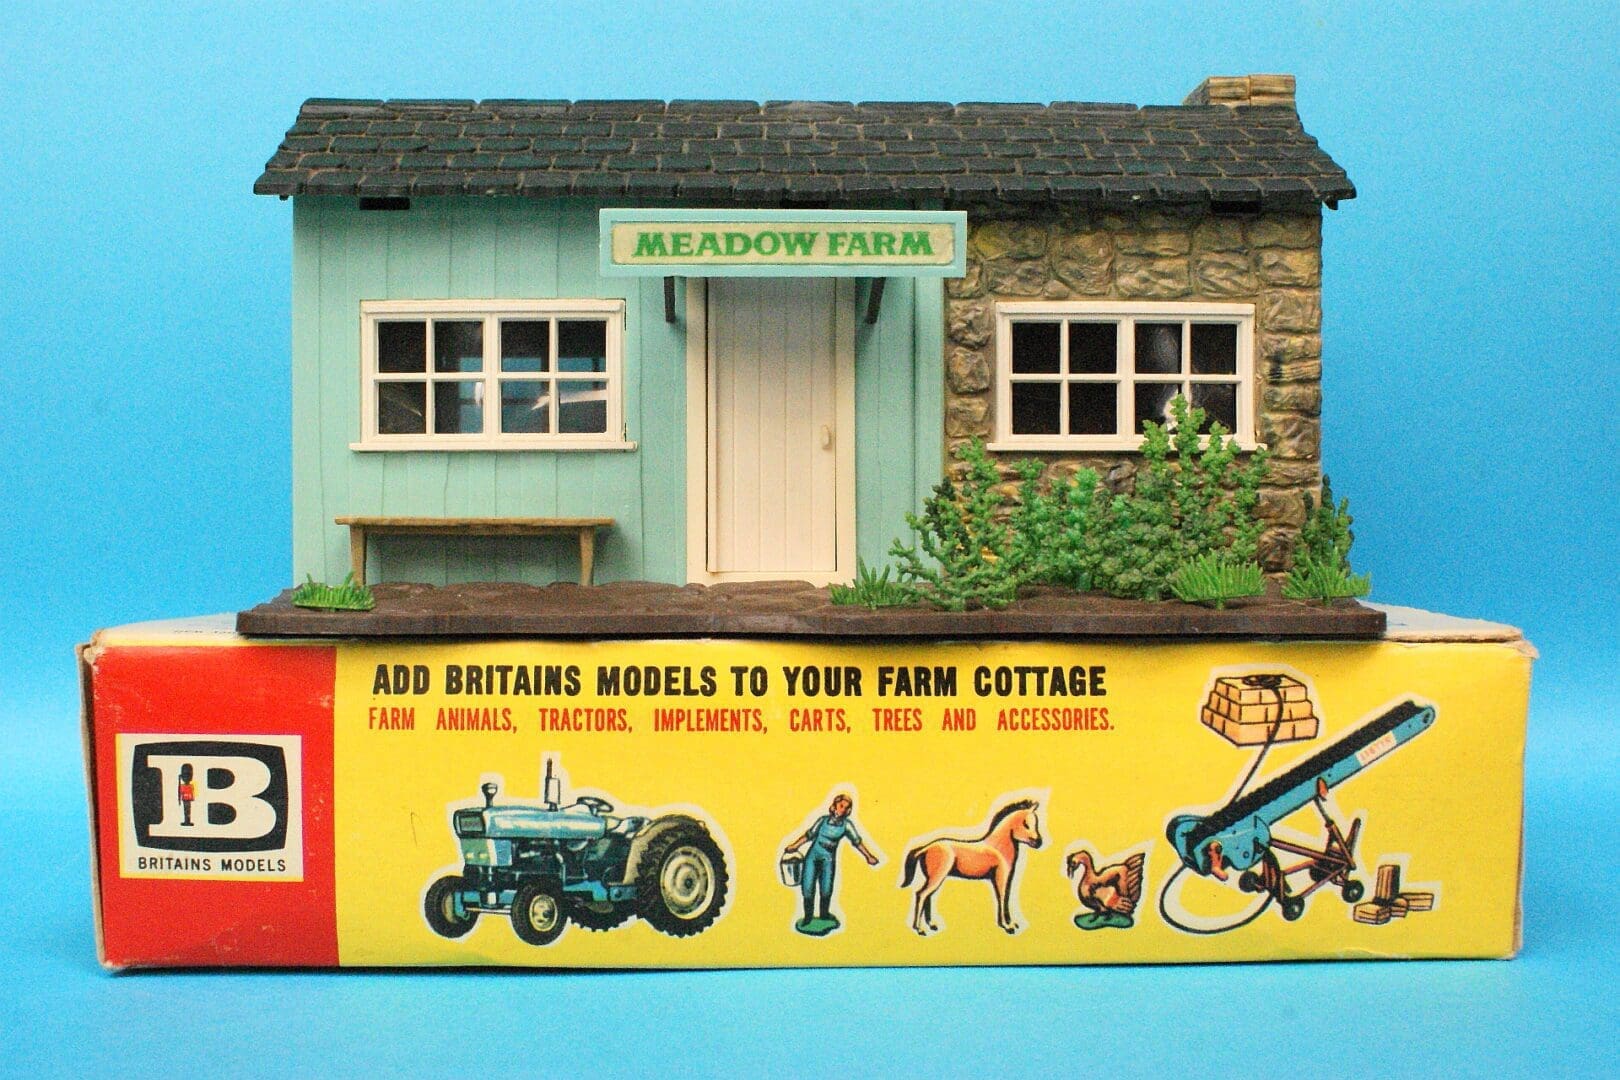 MEADOW FARM
ADD BRITAINS MODELS TO YOUR FARM COTTAGE
FARM ANIMALS, TRACTORS, IMPLEMENTS, CARTS, TREES AND ACCESSORIES.
B
BRITAINS MODELS